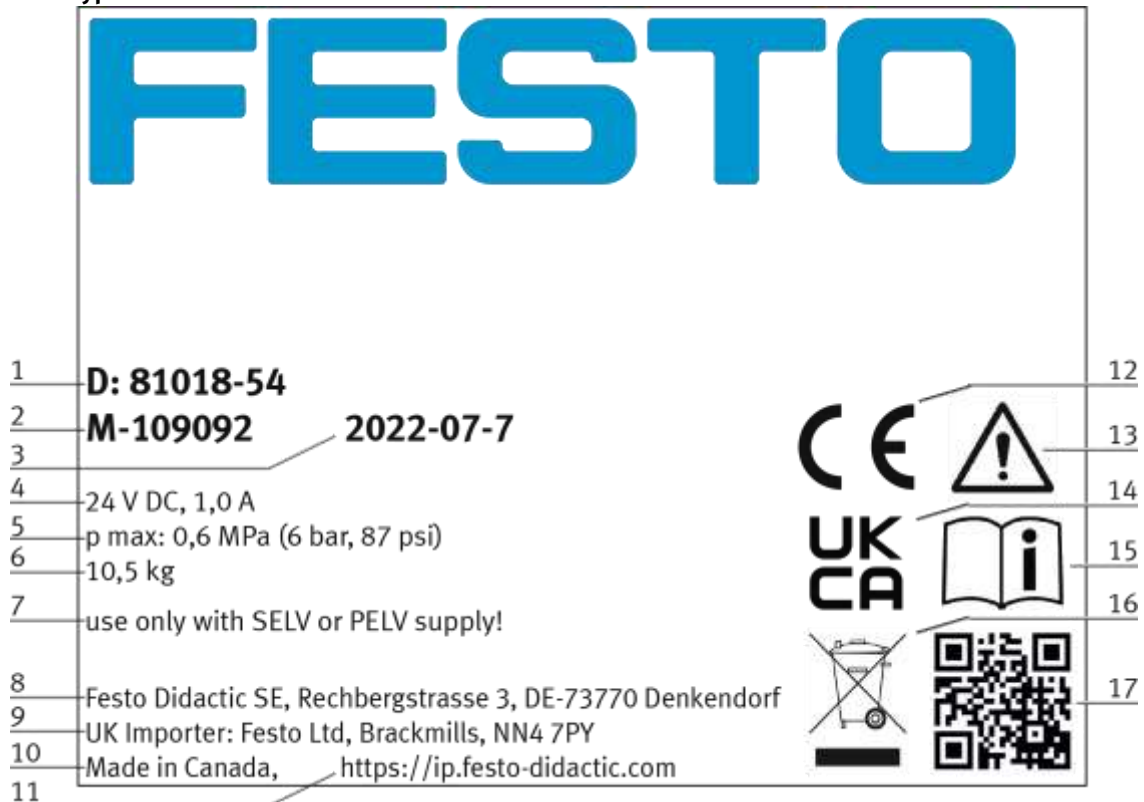 FESTO
1 D: 81018-54
2 M-109092 2022-07-7
3
4 24 V DC, 1,0 A
5 p max: 0,6 MPa (6 bar, 87 psi)
6 10,5 kg
7 use only with SELV or PELV supply!
8 Festo Didactic SE, Rechbergstrasse 3, DE-73770 Denkendorf
9 UK Importer: Festo Ltd, Brackmills, NN4 7PY
10 Made in Canada, https://ip.festo-didactic.com
11
CE 12
! 13
UK CA 14
i 15
16
17